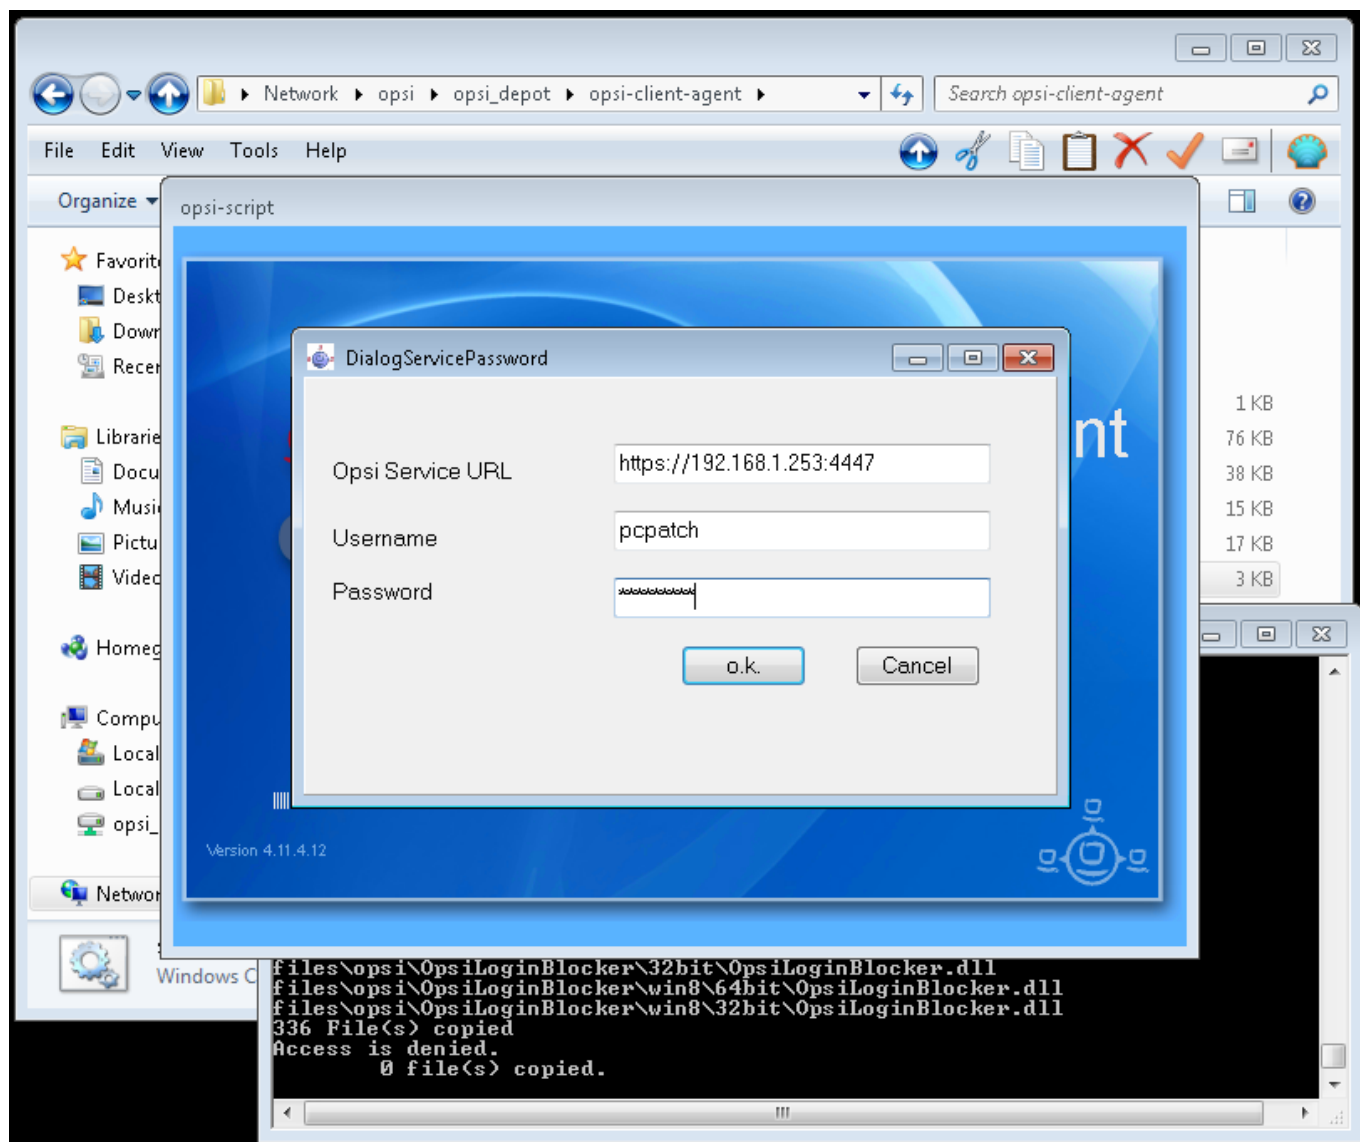 Network opsi opsi_depot opsi-client-agent
Search opsi-client-agent
File Edit View Tools Help
Organize
opsi-script
Favorit
Deskt
Down
Recer
Librarie
Docu
Music
Pictu
Videc
Homeg
Compu
Local
Local
opsi_
Networ
Windows C
1 KB
76 KB
38 KB
15 KB
17 KB
3 KB
nt
DialogServicePassword
Opsi Service URL
https://192.168.1.253:4447
Username
pcpatch
Password
**********
o.k.
Cancel
Version 4.11.4.12
files\opsi\OpsiLoginBlocker\32bit\OpsiLoginBlocker.dll
files\opsi\OpsiLoginBlocker\win8\64bit\OpsiLoginBlocker.dll
files\opsi\OpsiLoginBlocker\win8\32bit\OpsiLoginBlocker.dll
336 File(s) copied
Access is denied.
0 file(s) copied.